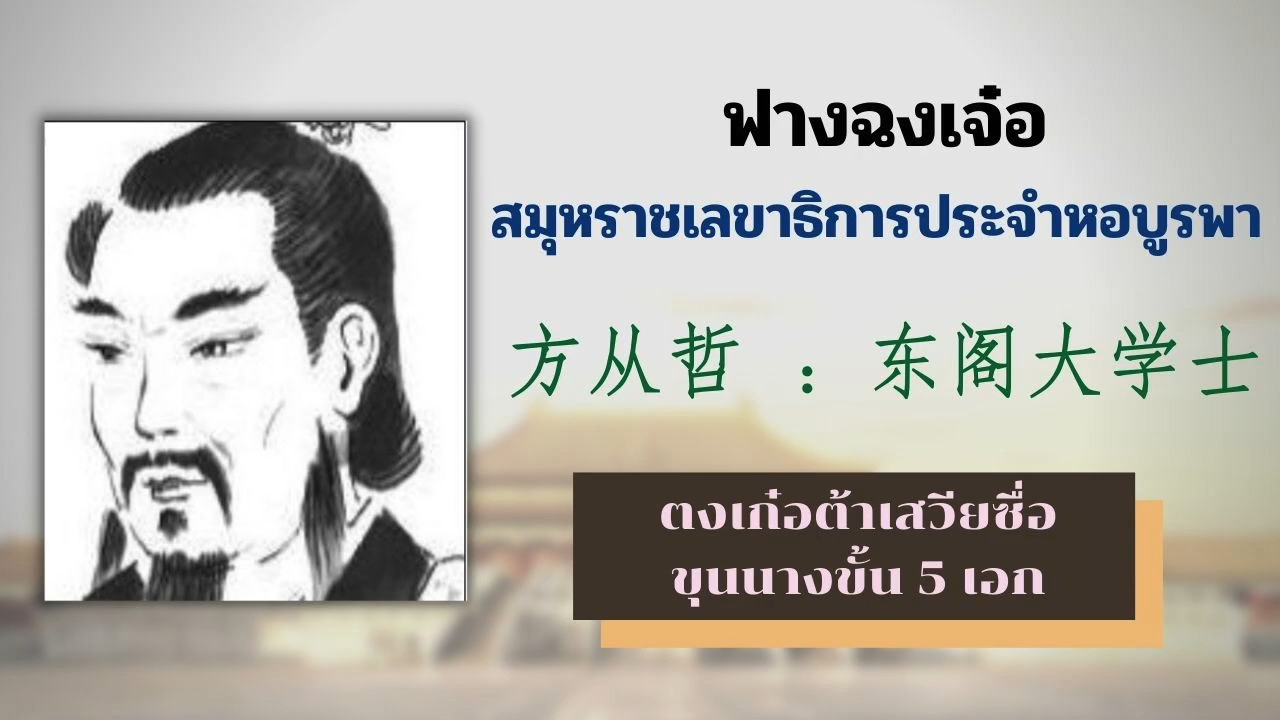 ฟางฉงเจ๋อ
สมุหราชเลขาธิการประจำหอบูรพา
方从哲 : 东阁大学士
ตงเก๋อต้าเสวียซื่อ
ขุนนางขั้น 5 เอก